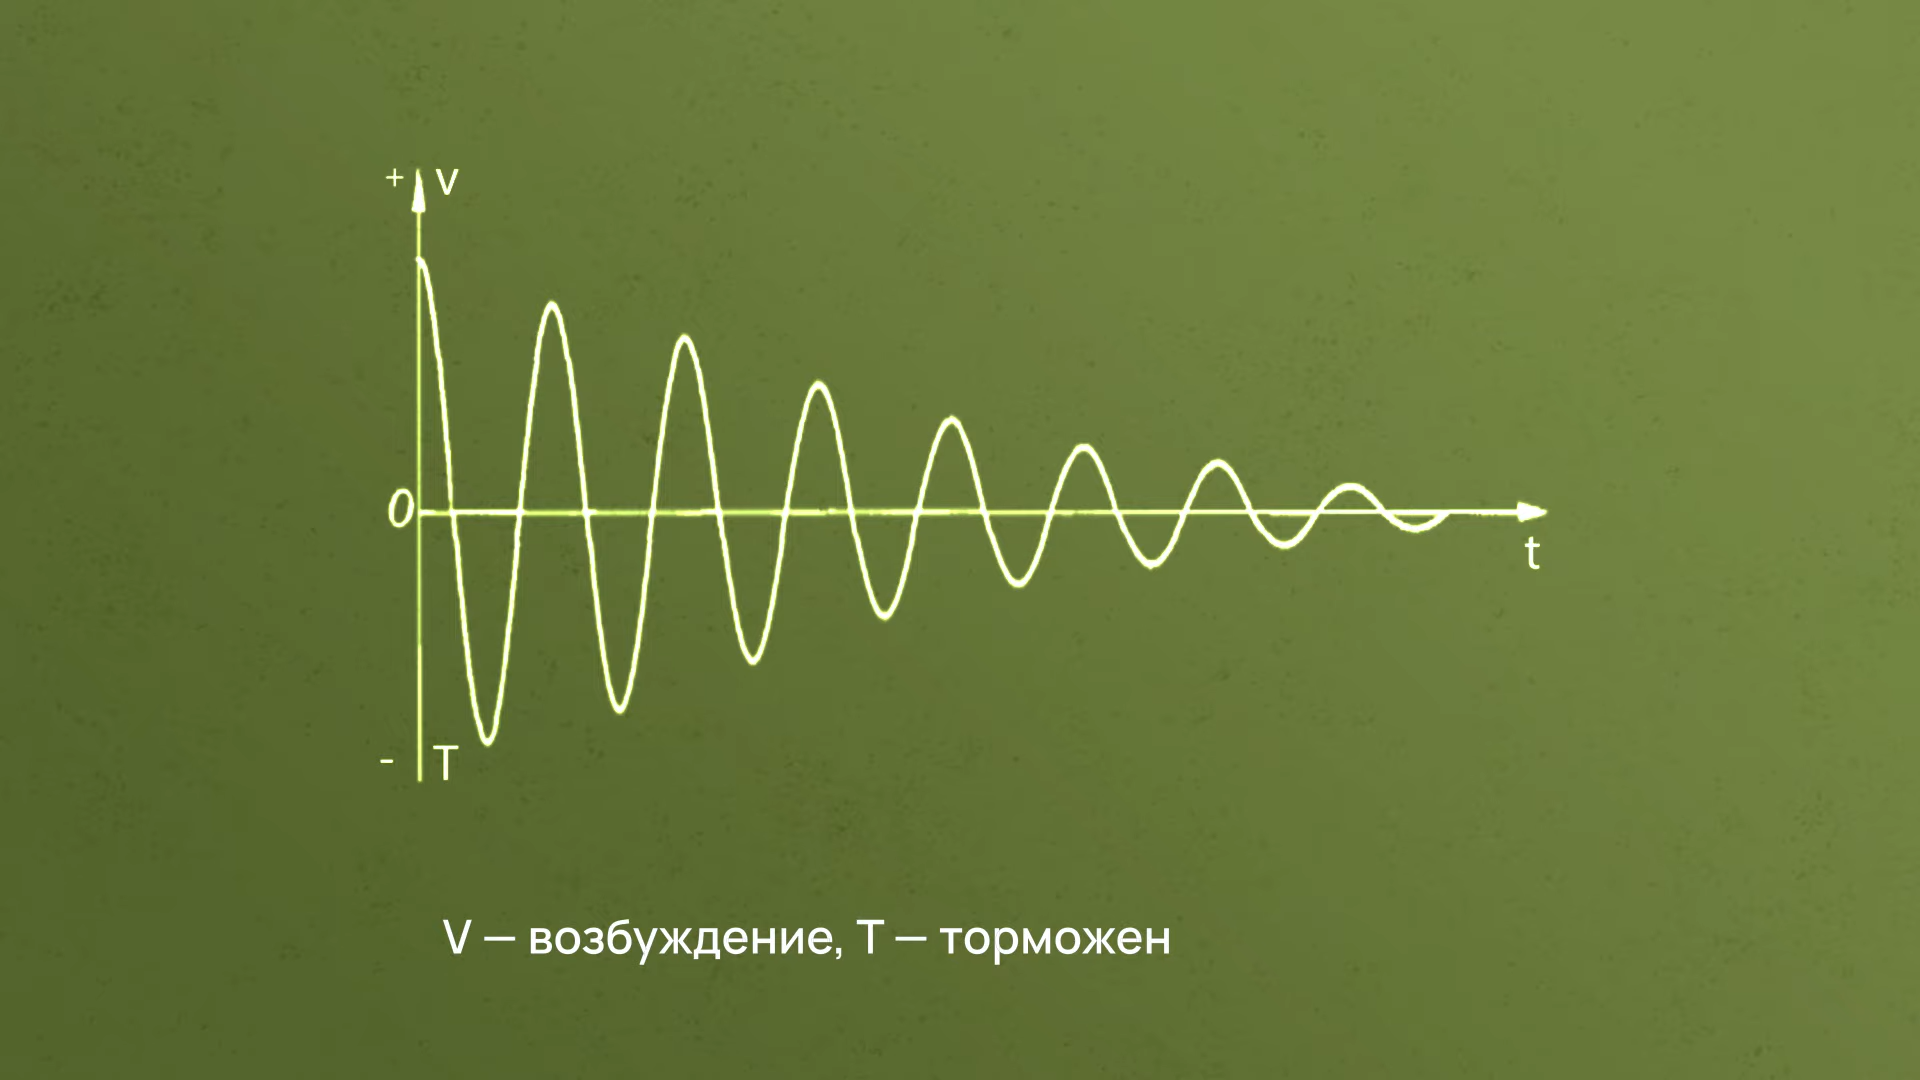 + V
0
t
- T
V — возбуждение, T — торможен